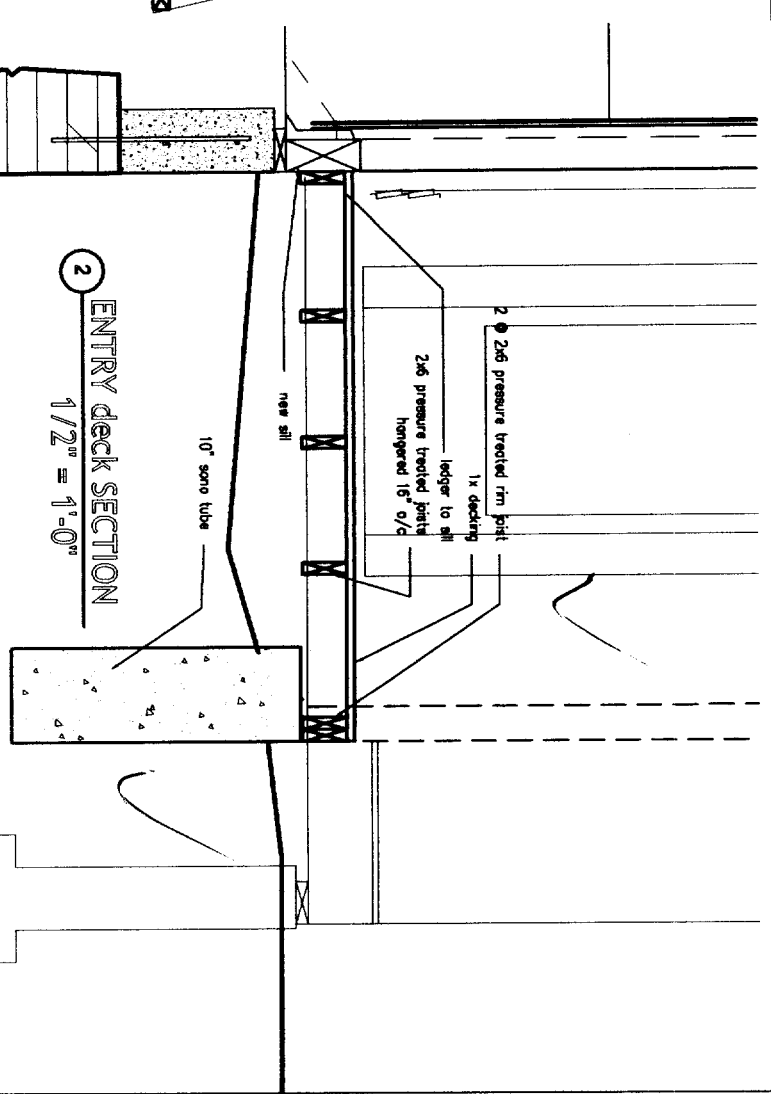 2 @ 2x6 pressure treated rim joist
1x decking
ledger to sill
2x6 pressure treated joists
hangered 16" o/c
new sill
10" sono tube
2
ENTRY deck SECTION
1/2" = 1'-0"